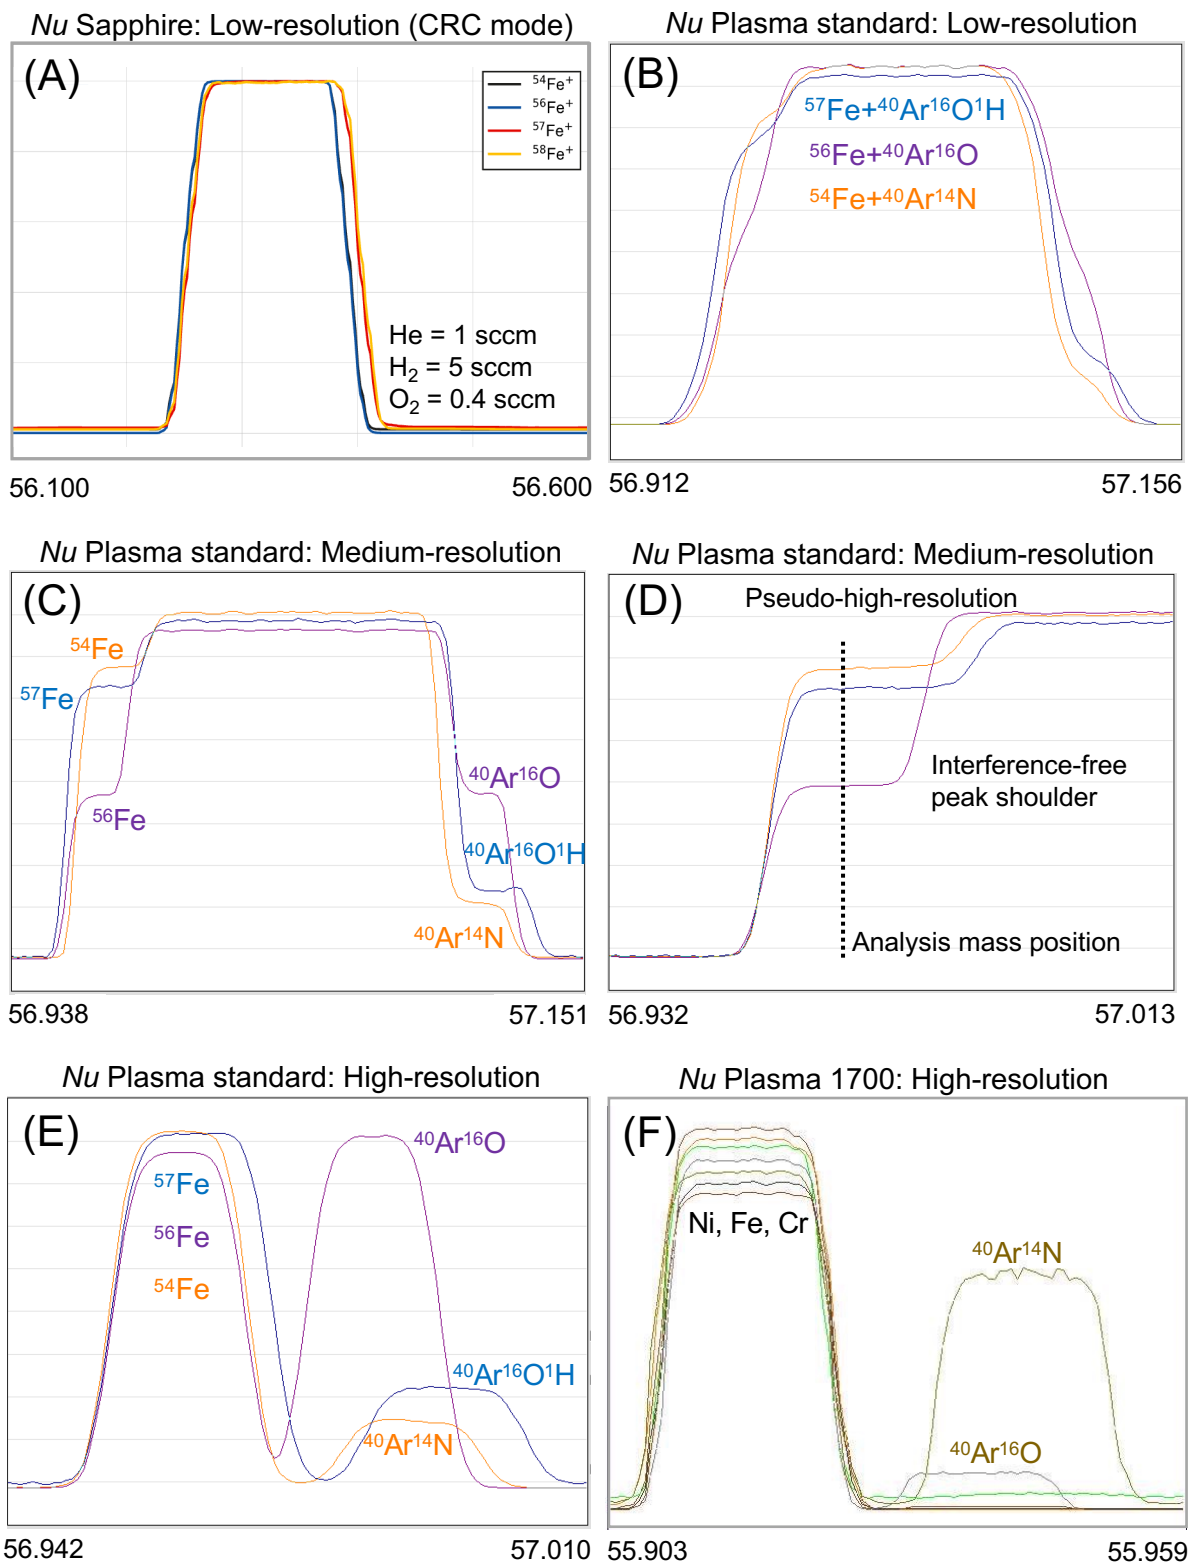 Nu Sapphire: Low-resolution (CRC mode)
(A)
⁵⁴Fe⁺
⁵⁶Fe⁺
⁵⁷Fe⁺
⁵⁸Fe⁺
He = 1 sccm
H₂ = 5 sccm
O₂ = 0.4 sccm
56.100 56.600
Nu Plasma standard: Low-resolution
(B)
⁵⁷Fe+⁴⁰Ar¹⁶O¹H
⁵⁶Fe+⁴⁰Ar¹⁶O
⁵⁴Fe+⁴⁰Ar¹⁴N
56.912 57.156
Nu Plasma standard: Medium-resolution
(C)
⁵⁴Fe
⁵⁷Fe
⁵⁶Fe
⁴⁰Ar¹⁶O
⁴⁰Ar¹⁶O¹H
⁴⁰Ar¹⁴N
56.938 57.151
Nu Plasma standard: Medium-resolution
(D)
Pseudo-high-resolution
Interference-free
peak shoulder
Analysis mass position
56.932 57.013
Nu Plasma standard: High-resolution
(E)
⁴⁰Ar¹⁶O
⁵⁷Fe
⁵⁶Fe
⁵⁴Fe
⁴⁰Ar¹⁶O¹H
⁴⁰Ar¹⁴N
56.942 57.010
Nu Plasma 1700: High-resolution
(F)
Ni, Fe, Cr
⁴⁰Ar¹⁴N
⁴⁰Ar¹⁶O
55.903 55.959